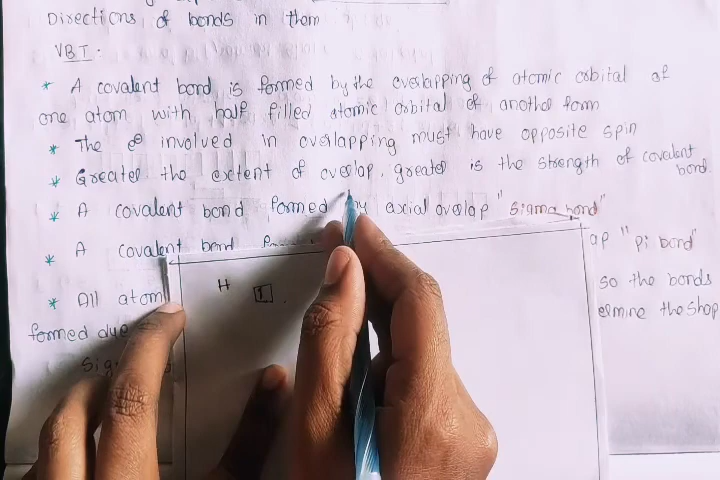 Directions of bonds in them
VBT:
* A covalent bond is formed by the overlapping of atomic orbital of
one atom with half filled atomic orbital of another form
* The e⊖ involved in overlapping must have opposite spin
* Greater the extent of overlap, greater is the strength of covalent
bond.
* A covalent bond formed by axial overlap "sigma bond"
* A covalent bond ap "pi bond"
* All atom so the bonds
formed due ermine the shap
sig
H
1